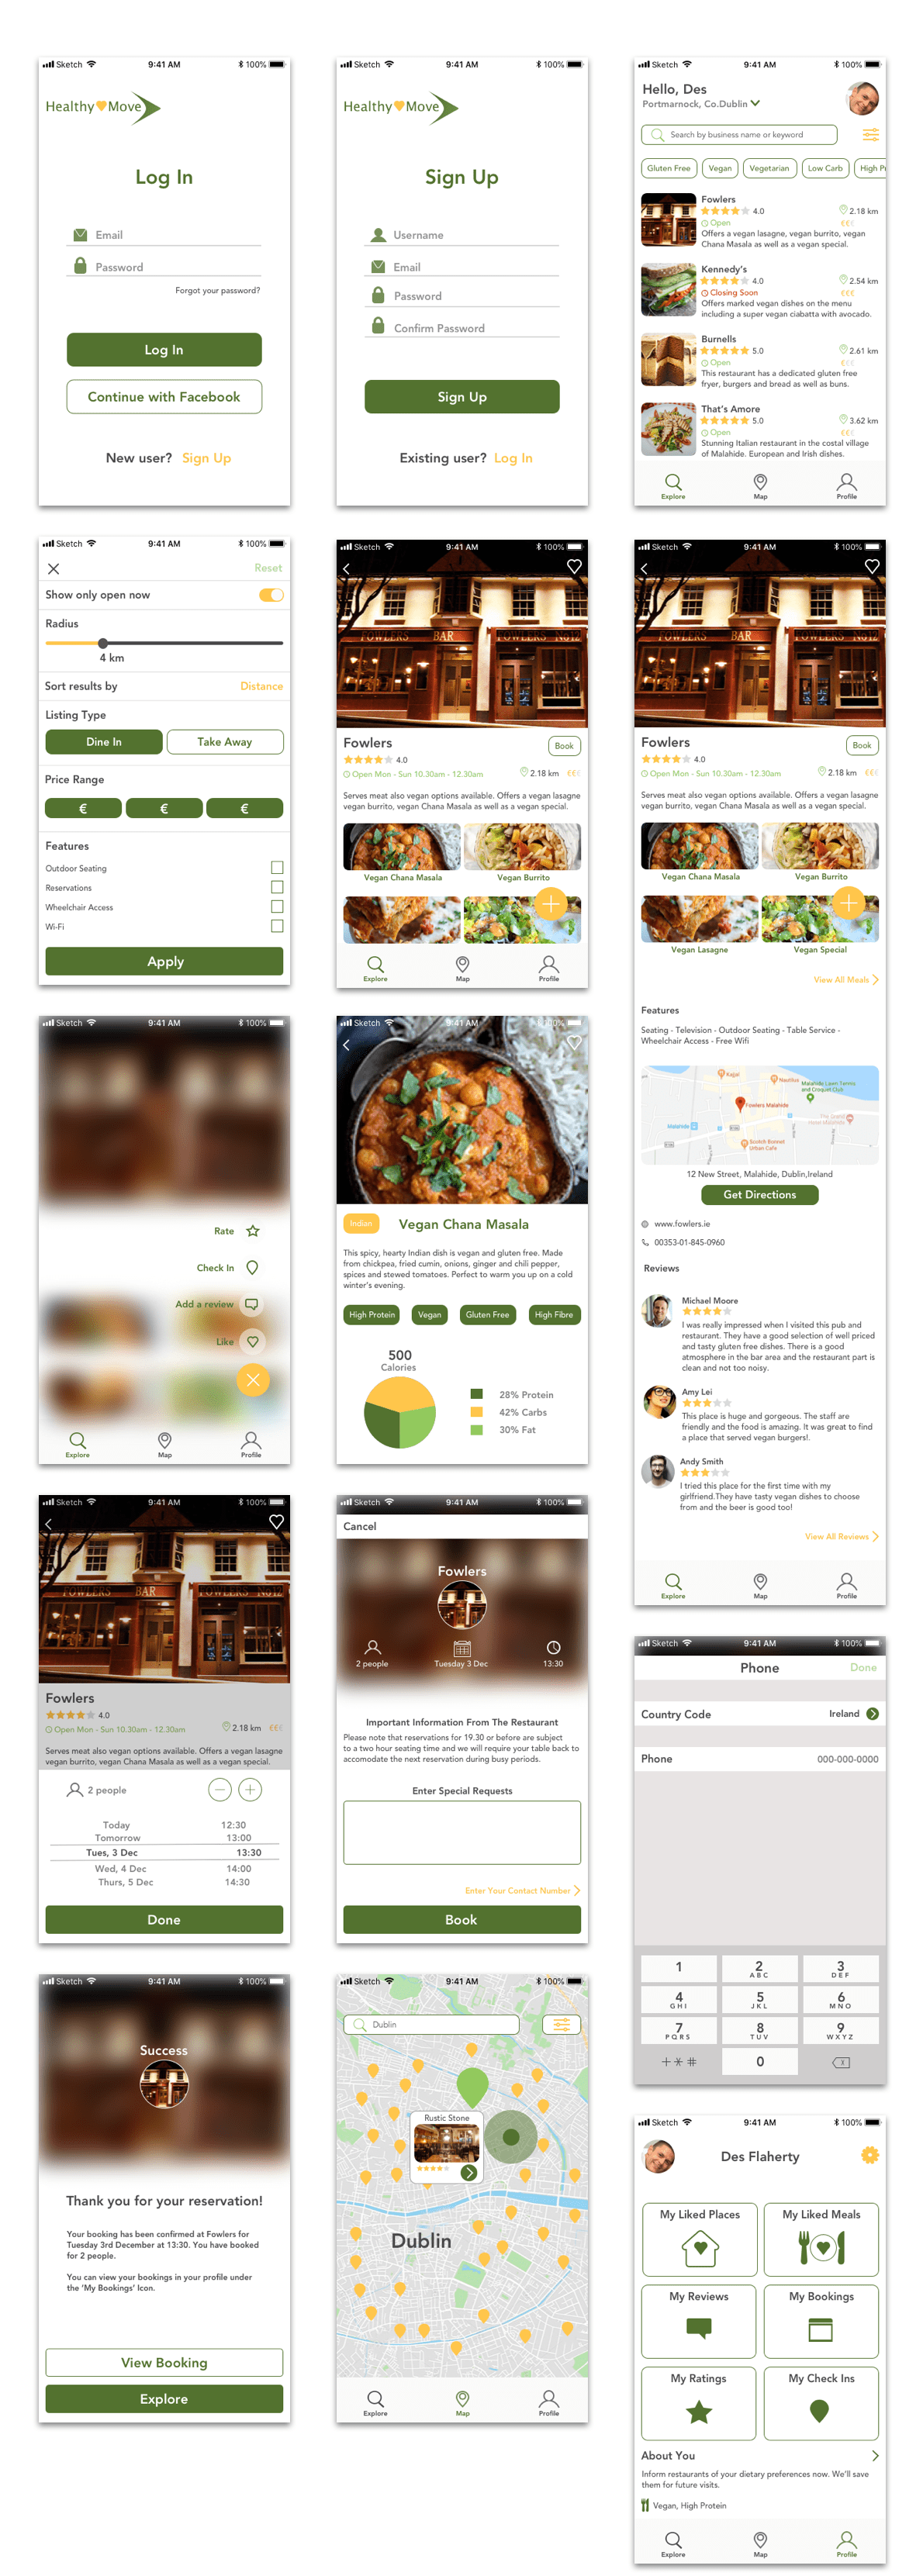 Sketch 9:41 AM 100%
Healthy Move
Log In
Email
Password
Forgot your password?
Log In
Continue with Facebook
New user? Sign Up
Sketch 9:41 AM 100%
Healthy Move
Sign Up
Username
Email
Password
Confirm Password
Sign Up
Existing user? Log In
Sketch 9:41 AM 100%
Hello, Des
Portmarnock, Co.Dublin
Search by business name or keyword
Gluten Free Vegan Vegetarian Low Carb High Pr
Fowlers
4.0 2.18 km
Open €€€
Offers a vegan lasagne, vegan burrito, vegan
Chana Masala as well as a vegan special.
Kennedy's
4.0 2.54 km
Closing Soon €€€
Offers marked vegan dishes on the menu
including a super vegan ciabatta with avocado.
Burnells
5.0 2.61 km
Open €€€
This restaurant has a dedicated gluten free
fryer, burgers and bread as well as buns.
That's Amore
5.0 3.62 km
Open €€€
Stunning Italian restaurant in the costal village
of Malahide. European and Irish dishes.
Explore Map Profile
Sketch 9:41 AM 100%
Reset
Show only open now
Radius
4 km
Sort results by Distance
Listing Type
Dine In Take Away
Price Range
€ € €
Features
Outdoor Seating
Reservations
Wheelchair Access
Wi-Fi
Apply
Sketch 9:41 AM 100%
FOWLERS BAR FOWLERS No12
Fowlers Book
4.0
Open Mon - Sun 10.30am - 12.30am 2.18 km €€€
Serves meat also vegan options available. Offers a vegan lasagne
vegan burrito, vegan Chana Masala as well as a vegan special.
Vegan Chana Masala Vegan Burrito
Explore Map Profile
Sketch 9:41 AM 100%
FOWLERS BAR FOWLERS No12
Fowlers Book
4.0
Open Mon - Sun 10.30am - 12.30am 2.18 km €€€
Serves meat also vegan options available. Offers a vegan lasagne
vegan burrito, vegan Chana Masala as well as a vegan special.
Vegan Chana Masala Vegan Burrito
Vegan Lasagne Vegan Special
View All Meals
Features
Seating - Television - Outdoor Seating - Table Service -
Wheelchair Access - Free Wifi
Kajjal
Nautilus
Malahide Lawn Tennis
and Croquet Club
Fowlers Malahide
Malahide
The Grand
Hotel Malahide
Scotch Bonnet
Urban Cafe
12 New Street, Malahide, Dublin,Ireland
Get Directions
www.fowlers.ie
00353-01-845-0960
Reviews
Michael Moore
I was really impressed when I visited this pub and
restaurant. They have a good selection of well priced
and tasty gluten free dishes. There is a good
atmosphere in the bar area and the restaurant part is
clean and not too noisy.
Amy Lei
This place is huge and gorgeous. The staff are
friendly and the food is amazing. It was great to find
a place that served vegan burgers!.
Andy Smith
I tried this place for the first time with my
girlfriend.They have tasty vegan dishes to choose
from and the beer is good too!
View All Reviews
Explore Map Profile
Sketch 9:41 AM 100%
Rate
Check In
Add a review
Like
Explore Map Profile
Sketch 9:41 AM 100%
Indian Vegan Chana Masala
This spicy, hearty Indian dish is vegan and gluten free. Made
from chickpea, fried cumin, onions, ginger and chili pepper,
spices and stewed tomatoes. Perfect to warm you up on a cold
winter's evening.
High Protein Vegan Gluten Free High Fibre
500
Calories
28% Protein
42% Carbs
30% Fat
Sketch 9:41 AM 100%
FOWLERS BAR FOWLERS No12
Fowlers
4.0
Open Mon - Sun 10.30am - 12.30am 2.18 km €€€
Serves meat also vegan options available. Offers a vegan lasagne
vegan burrito, vegan Chana Masala as well as a vegan special.
2 people
Today 12:30
Tomorrow 13:00
Tues, 3 Dec 13:30
Wed, 4 Dec 14:00
Thurs, 5 Dec 14:30
Done
Sketch 9:41 AM 100%
Cancel
Fowlers
2 people Tuesday 3 Dec 13:30
Important Information From The Restaurant
Please note that reservations for 19.30 or before are subject
to a two hour seating time and we will require your table back to
accomodate the next reservation during busy periods.
Enter Special Requests
Enter Your Contact Number
Book
Sketch 9:41 AM 100%
Phone Done
Country Code Ireland
Phone 000-000-0000
1 2 3
ABC DEF
4 5 6
GHI JKL MNO
7 8 9
PQRS TUV WXYZ
+ * # 0
Sketch 9:41 AM 100%
Success
Thank you for your reservation!
Your booking has been confirmed at Fowlers for
Tuesday 3rd December at 13:30. You have booked
for 2 people.
You can view your bookings in your profile under
the 'My Bookings' Icon.
View Booking
Explore
Sketch 9:41 AM 100%
Dublin
Rustic Stone
Dublin
Explore Map Profile
Sketch 9:41 AM 100%
Des Flaherty
My Liked Places My Liked Meals
My Reviews My Bookings
My Ratings My Check Ins
About You
Inform restaurants of your dietary preferences now. We'll save
them for future visits.
Vegan, High Protein
Explore Map Profile